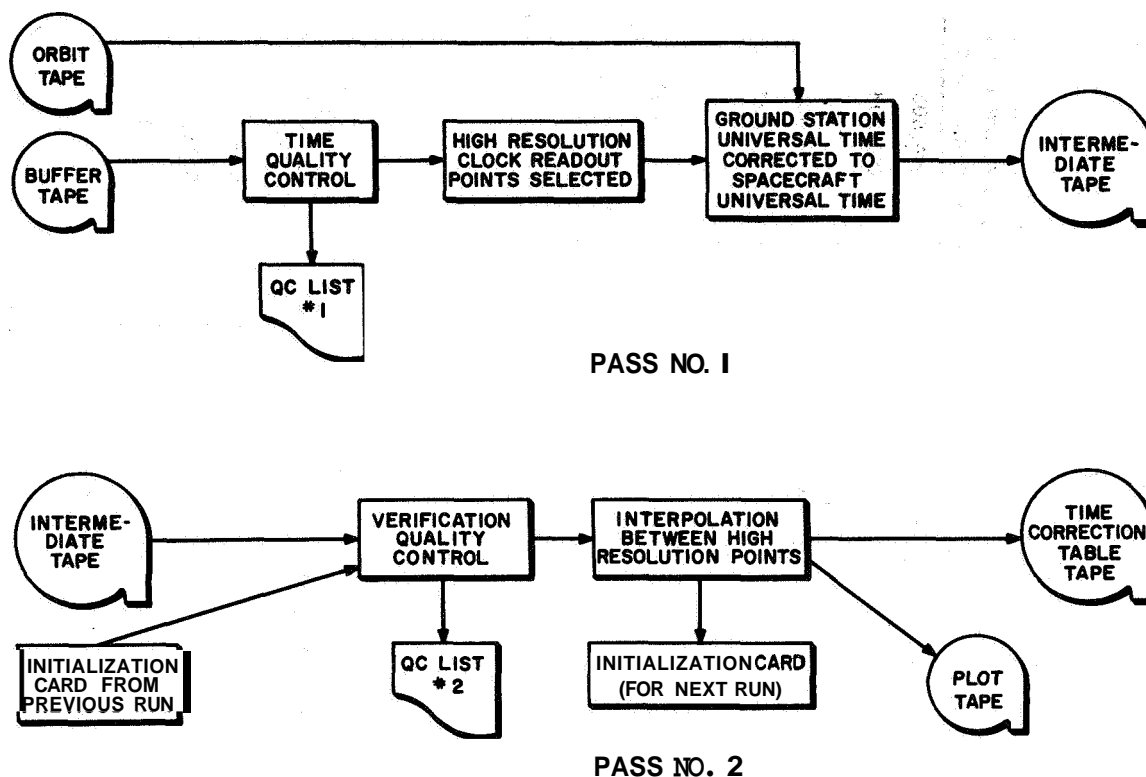 ORBIT
TAPE
BUFFER
TAPE
TIME
QUALITY
CONTROL
HIGH RESOLUTION
CLOCK READOUT
POINTS SELECTED
GROUND STATION
UNIVERSAL TIME
CORRECTED TO
SPACECRAFT
UNIVERSAL TIME
INTERME-
DIATE
TAPE
QC LIST
#1
PASS NO. I
INTERME-
DIATE
TAPE
INITIALIZATION
CARD FROM
PREVIOUS RUN
VERIFICATION
QUALITY
CONTROL
QC LIST
#2
INTERPOLATION
BETWEEN HIGH
RESOLUTION POINTS
INITIALIZATION CARD
(FOR NEXT RUN)
TIME
CORRECTION
TABLE
TAPE
PLOT
TAPE
PASS NO. 2